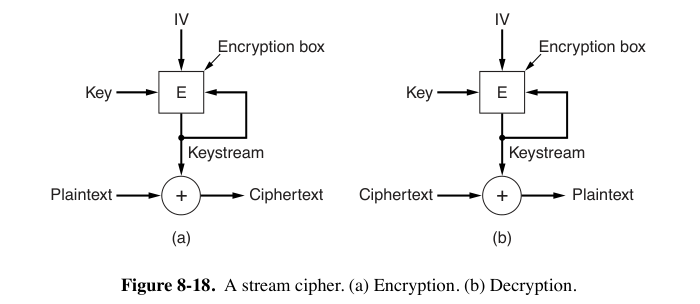 IV
Encryption box
Key
E
Keystream
Plaintext
+
Ciphertext
(a)
IV
Encryption box
Key
E
Keystream
Ciphertext
+
Plaintext
(b)
Figure 8-18. A stream cipher. (a) Encryption. (b) Decryption.